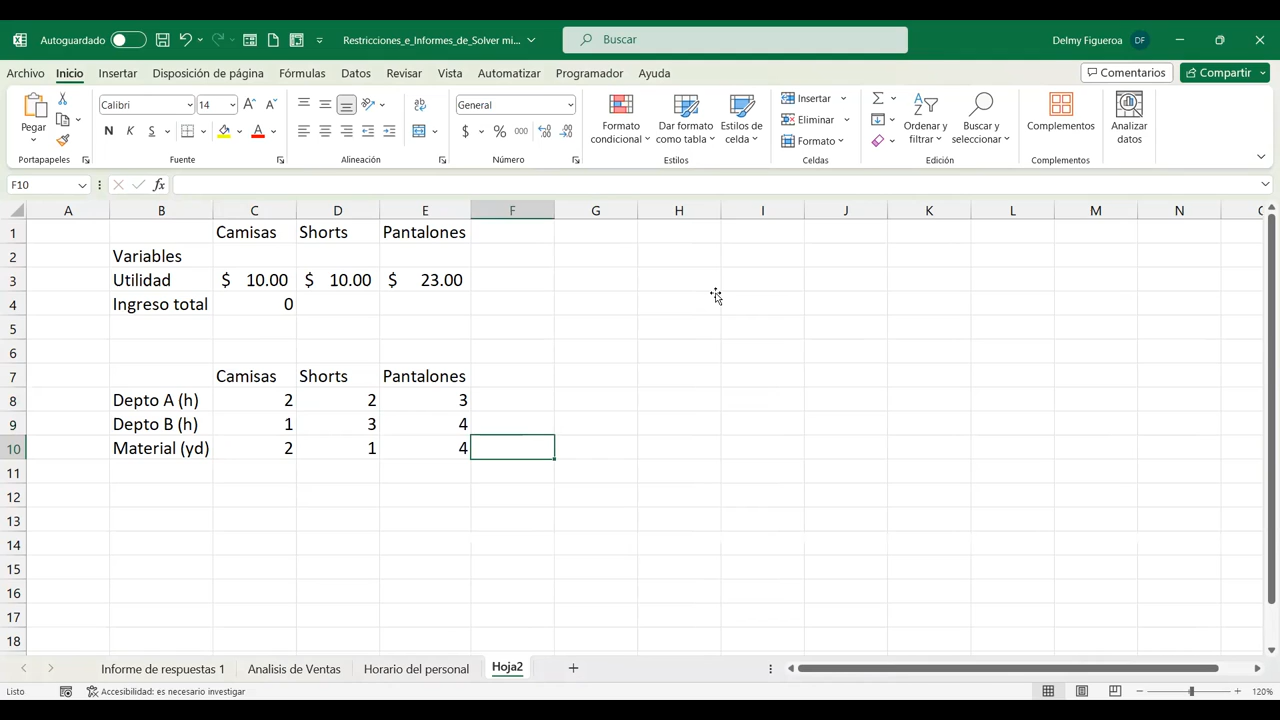 Autoguardado
Restricciones_e_Informes_de_Solver mi...
Buscar
Delmy Figueroa DF
Archivo Inicio Insertar Disposición de página Fórmulas Datos Revisar Vista Automatizar Programador Ayuda
Comentarios Compartir
Pegar
Calibri 14
N K S
General
$ % 000
Formato condicional
Dar formato como tabla
Estilos de celda
Insertar
Eliminar
Formato
Ordenar y filtrar
Buscar y seleccionar
Complementos
Analizar datos
Portapapeles Fuente Alineación Número Estilos Celdas Edición Complementos
F10 fx
A B C D E F G H I J K L M N
1 Camisas Shorts Pantalones
2 Variables
3 Utilidad $ 10.00 $ 10.00 $ 23.00
4 Ingreso total 0
5
6
7 Camisas Shorts Pantalones
8 Depto A (h) 2 2 3
9 Depto B (h) 1 3 4
10 Material (yd) 2 1 4
11
12
13
14
15
16
17
18
Informe de respuestas 1 Analisis de Ventas Horario del personal Hoja2
Listo Accesibilidad: es necesario investigar 120%